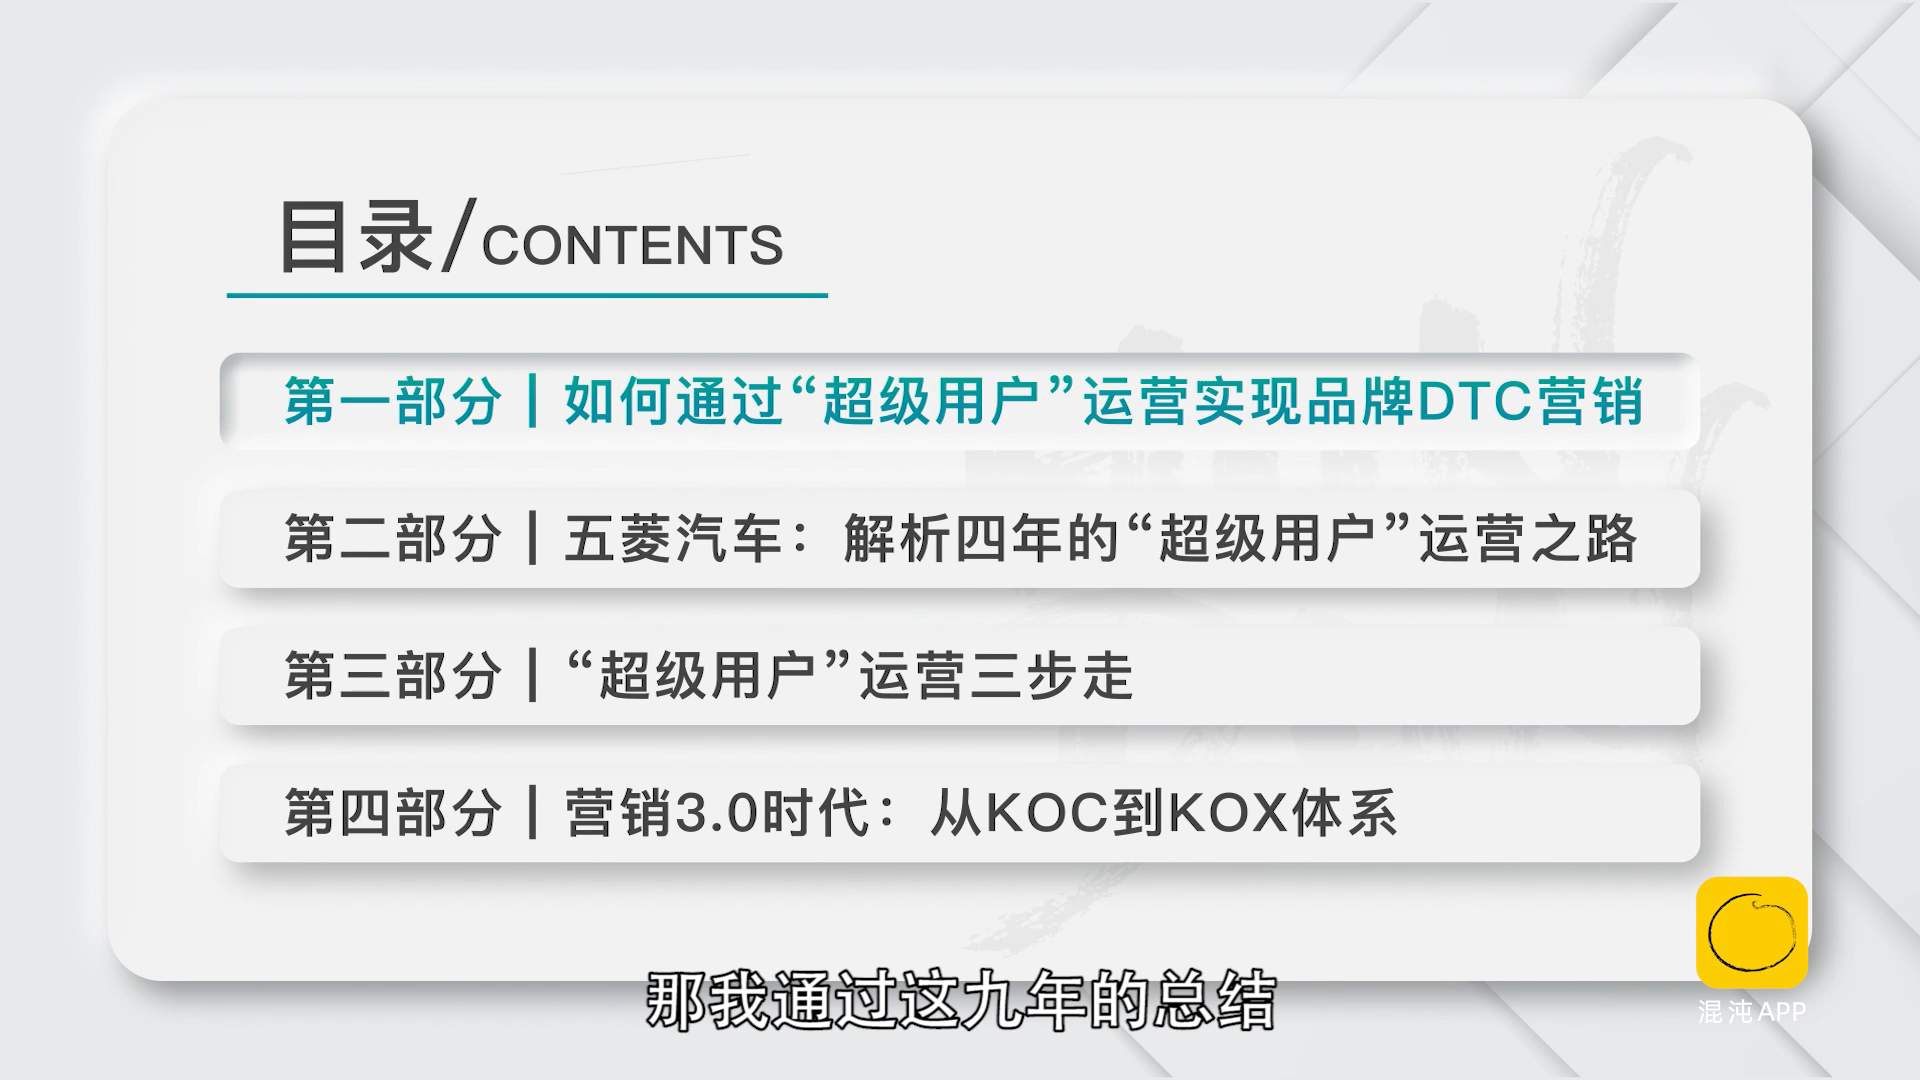 目录/CONTENTS
第一部分｜如何通过“超级用户”运营实现品牌DTC营销
第二部分｜五菱汽车：解析四年的“超级用户”运营之路
第三部分｜“超级用户”运营三步走
第四部分｜营销3.0时代：从KOC到KOX体系
那我通过这九年的总结
混沌APP